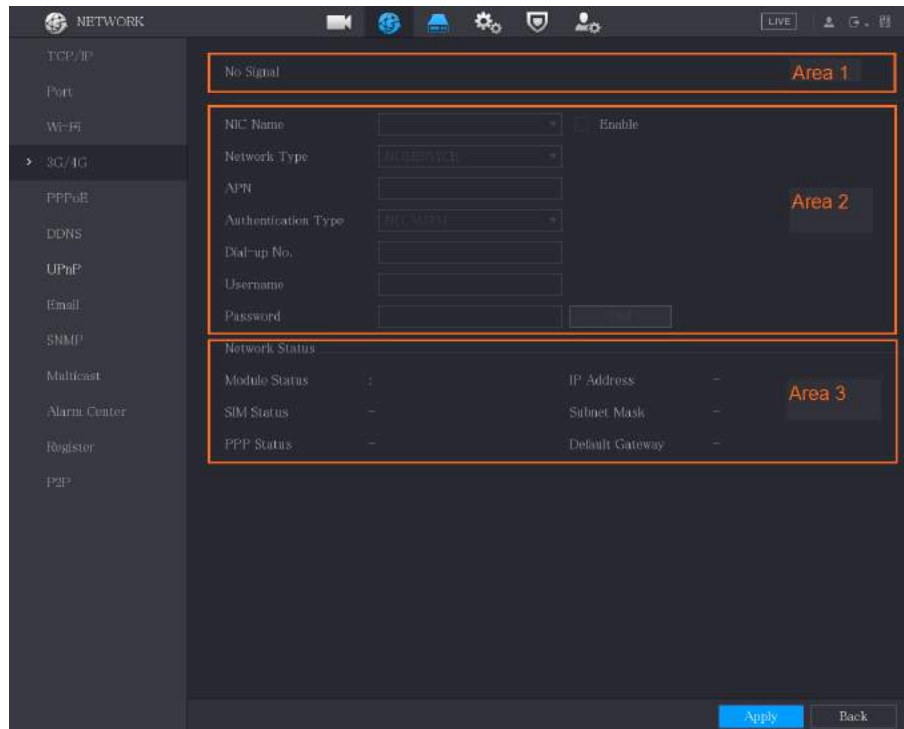 NETWORK
LIVE
TCP/IP
Port
Wi-Fi
3G/4G
PPPoE
DDNS
UPnP
Email
SNMP
Multicast
Alarm Center
Register
P2P
No Signal
Area 1
NIC Name Enable
Network Type NOSERVICE
APN
Area 2
Authentication Type NO_AUTH
Dial-up No.
Username
Password
Network Status
Module Status : IP Address -
Area 3
SIM Status - Subnet Mask -
PPP Status - Default Gateway -
Apply Back